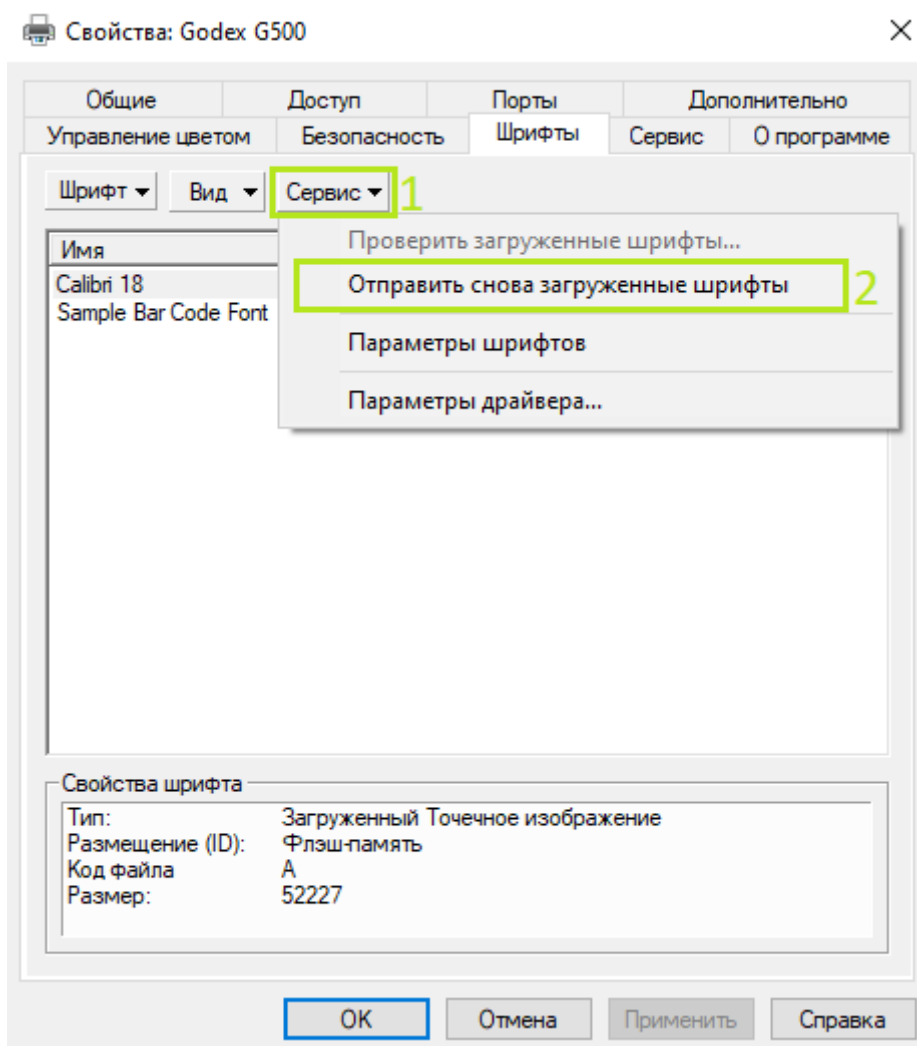 Свойства: Godex G500
Общие Доступ Порты Дополнительно
Управление цветом Безопасность Шрифты Сервис О программе
Шрифт Вид Сервис 1
Проверить загруженные шрифты...
Имя
Calibri 18
Отправить снова загруженные шрифты 2
Sample Bar Code Font
Параметры шрифтов
Параметры драйвера...
Свойства шрифта
Тип: Загруженный Точечное изображение
Размещение (ID): Флэш-память
Код файла A
Размер: 52227
OK Отмена Применить Справка